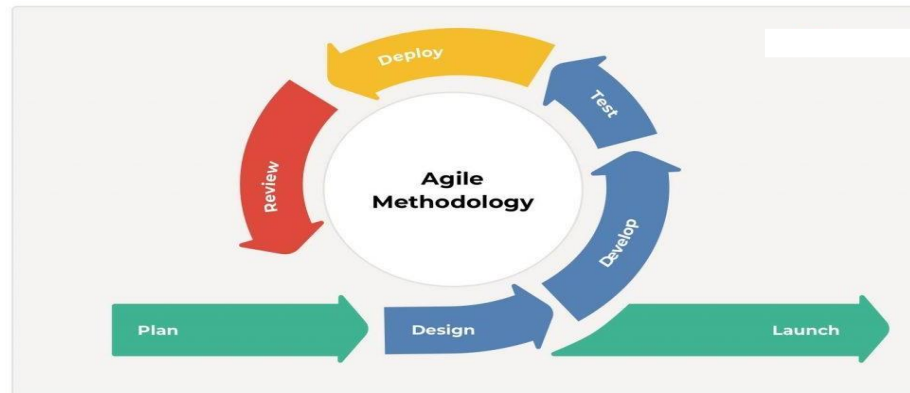 Deploy
Test
Review
Agile
Methodology
Develop
Plan
Design
Launch